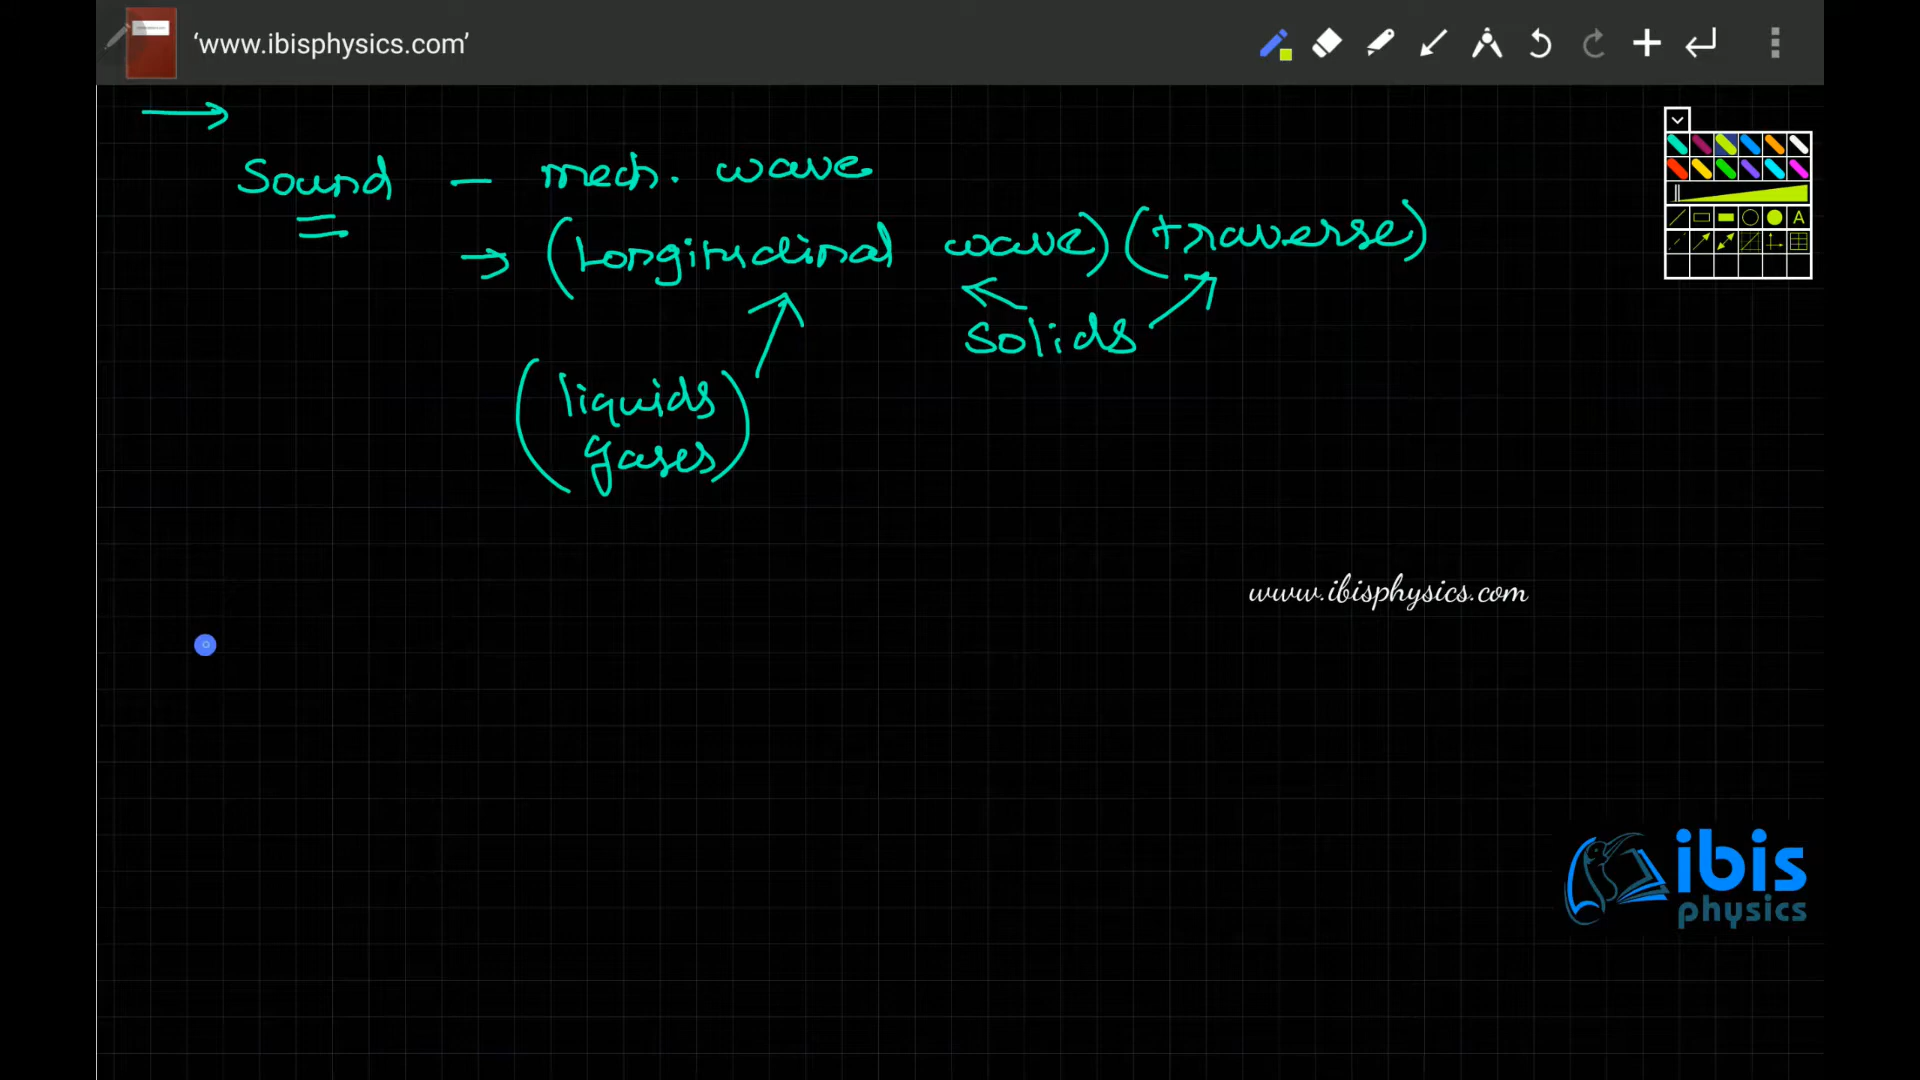 ‘www.ibisphysics.com’
Sound - mech. wave
→ (Longitudinal wave) (traverse)
solids
(liquids
gases)
www.ibisphysics.com
A
ibis
physics